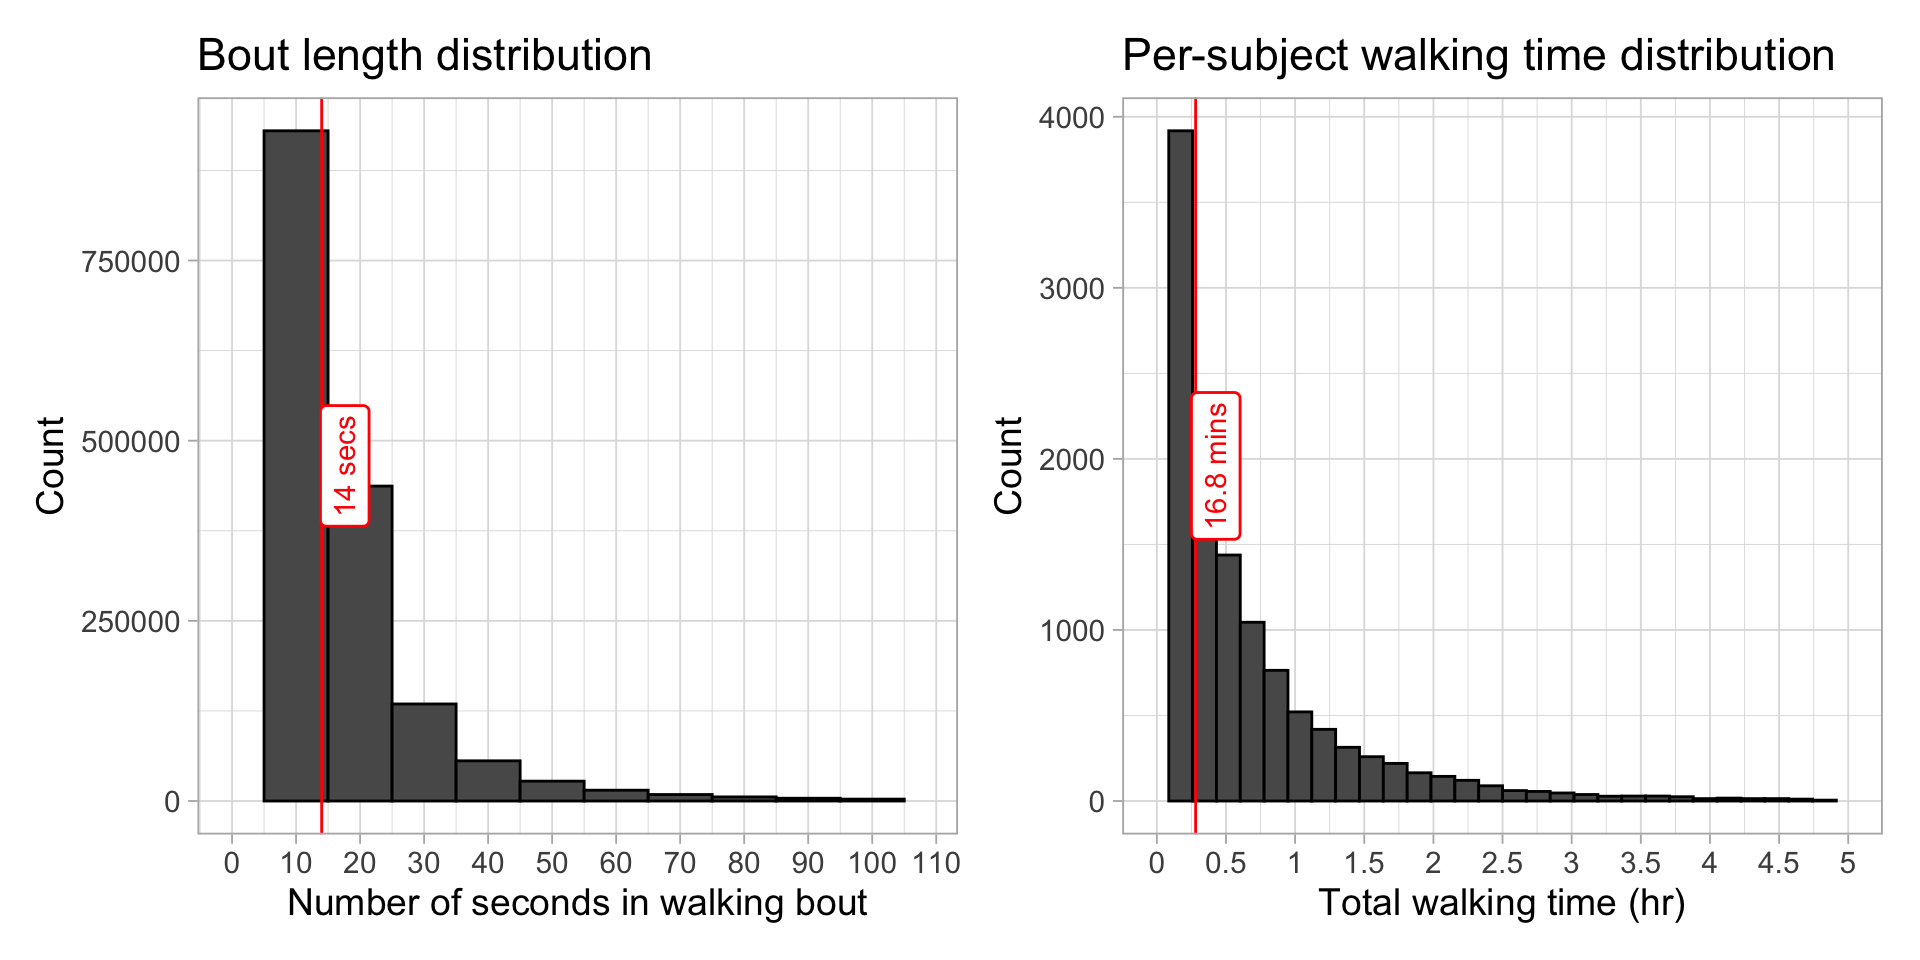 Bout length distribution
Count
750000
500000
250000
0
14 secs
0 10 20 30 40 50 60 70 80 90 100 110
Number of seconds in walking bout
Per-subject walking time distribution
Count
4000
3000
2000
1000
0
16.8 mins
0 0.5 1 1.5 2 2.5 3 3.5 4 4.5 5
Total walking time (hr)